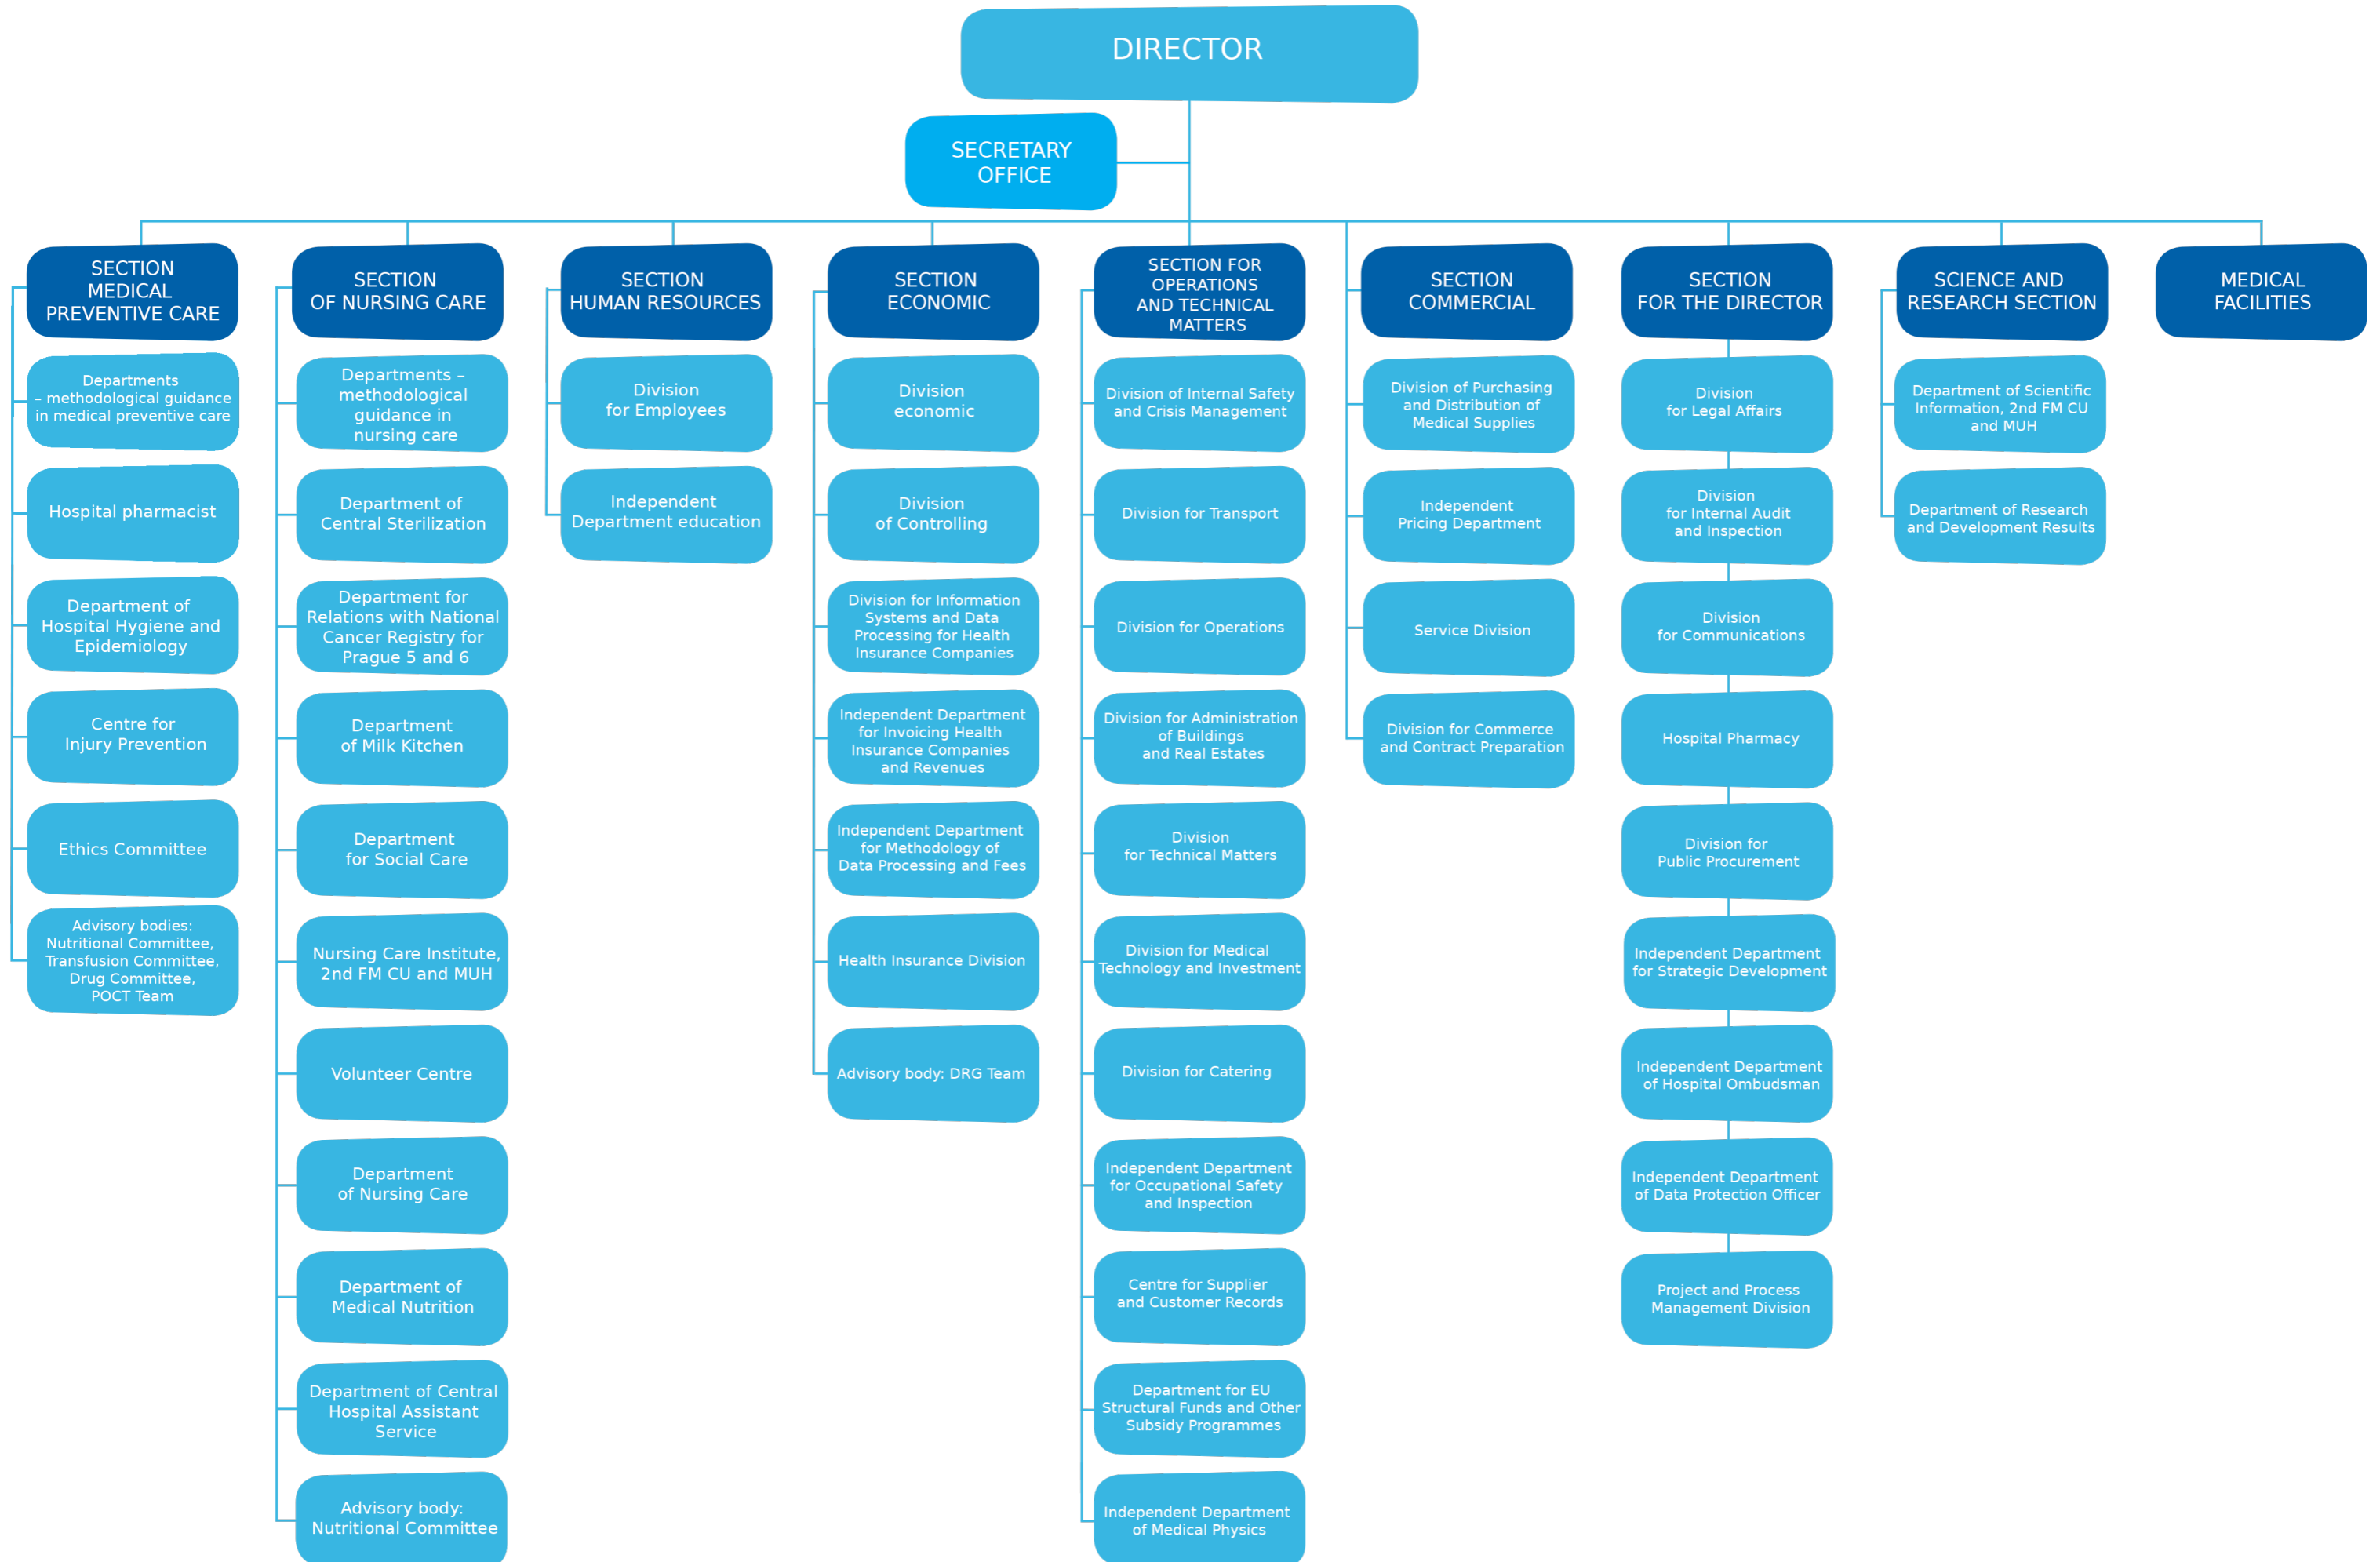 DIRECTOR
SECRETARY
OFFICE
SECTION
MEDICAL
PREVENTIVE CARE
Departments
– methodological guidance
in medical preventive care
Hospital pharmacist
Department of
Hospital Hygiene and
Epidemiology
Centre for
Injury Prevention
Ethics Committee
Advisory bodies:
Nutritional Committee,
Transfusion Committee,
Drug Committee,
POCT Team
SECTION
OF NURSING CARE
Departments –
methodological
guidance in
nursing care
Department of
Central Sterilization
Department for
Relations with National
Cancer Registry for
Prague 5 and 6
Department
of Milk Kitchen
Department
for Social Care
Nursing Care Institute,
2nd FM CU and MUH
Volunteer Centre
Department
of Nursing Care
Department of
Medical Nutrition
Department of Central
Hospital Assistant
Service
Advisory body:
Nutritional Committee
SECTION
HUMAN RESOURCES
Division
for Employees
Independent
Department education
SECTION
ECONOMIC
Division
economic
Division
of Controlling
Division for Information
Systems and Data
Processing for Health
Insurance Companies
Independent Department
for Invoicing Health
Insurance Companies
and Revenues
Independent Department
for Methodology of
Data Processing and Fees
Health Insurance Division
Advisory body: DRG Team
SECTION FOR
OPERATIONS
AND TECHNICAL
MATTERS
Division of Internal Safety
and Crisis Management
Division for Transport
Division for Operations
Division for Administration
of Buildings
and Real Estates
Division
for Technical Matters
Division for Medical
Technology and Investment
Division for Catering
Independent Department
for Occupational Safety
and Inspection
Centre for Supplier
and Customer Records
Department for EU
Structural Funds and Other
Subsidy Programmes
Independent Department
of Medical Physics
SECTION
COMMERCIAL
Division of Purchasing
and Distribution of
Medical Supplies
Independent
Pricing Department
Service Division
Division for Commerce
and Contract Preparation
SECTION
FOR THE DIRECTOR
Division
for Legal Affairs
Division
for Internal Audit
and Inspection
Division
for Communications
Hospital Pharmacy
Division for
Public Procurement
Independent Department
for Strategic Development
Independent Department
of Hospital Ombudsman
Independent Department
of Data Protection Officer
Project and Process
Management Division
SCIENCE AND
RESEARCH SECTION
Department of Scientific
Information, 2nd FM CU
and MUH
Department of Research
and Development Results
MEDICAL
FACILITIES